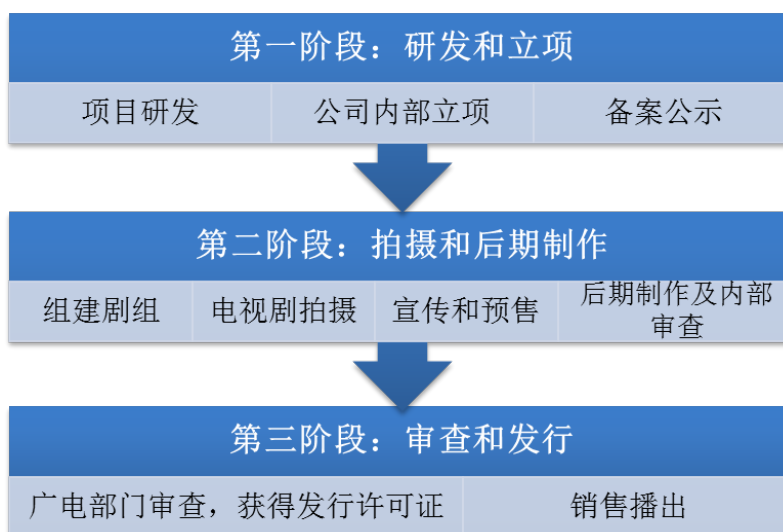 第一阶段：研发和立项
项目研发
公司内部立项
备案公示
第二阶段：拍摄和后期制作
组建剧组
电视剧拍摄
宣传和预售
后期制作及内部
审查
第三阶段：审查和发行
广电部门审查，获得发行许可证
销售播出